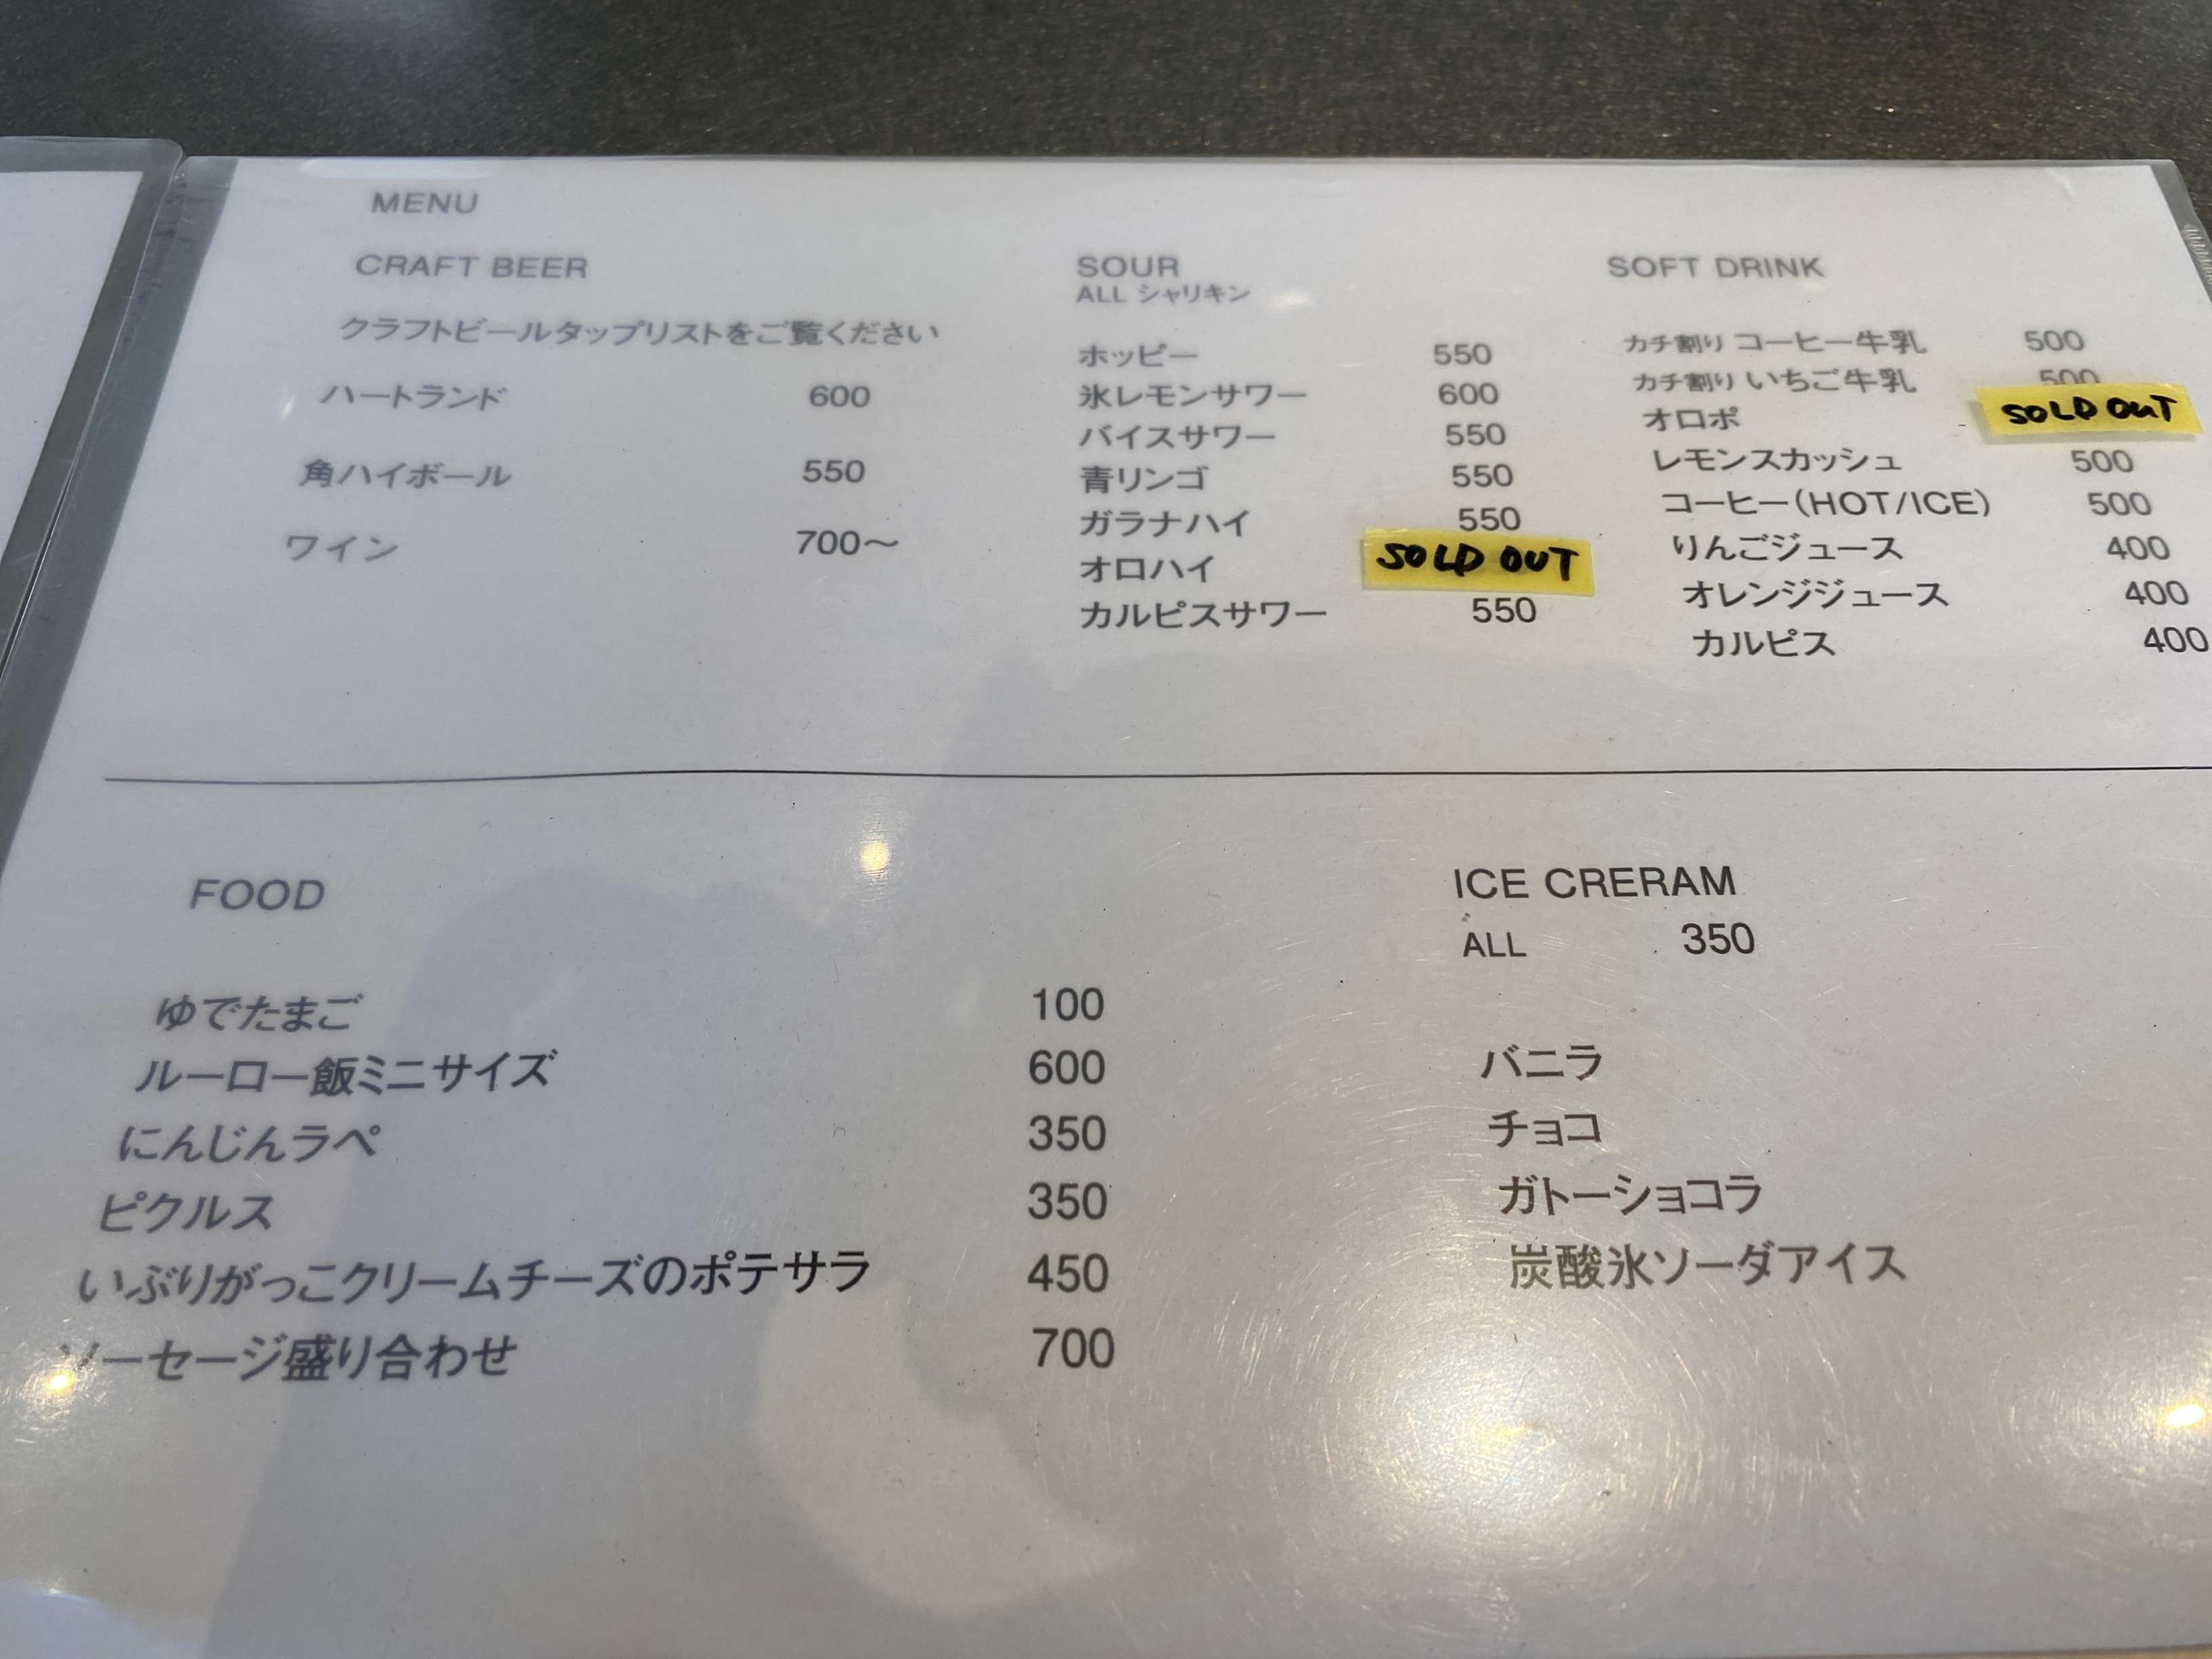 MENU
CRAFT BEER
クラフトビールタップリストをご覧ください
ハートランド 600
角ハイボール 550
ワイン 700〜
SOUR
ALL シャリキン
ホッピー 550
氷レモンサワー 600
バイスサワー 550
青リンゴ 550
ガラナハイ 550
オロハイ SOLD OUT
カルピスサワー 550
SOFT DRINK
カチ割り コーヒー牛乳 500
カチ割り いちご牛乳 500
オロポ SOLD OUT
レモンスカッシュ 500
コーヒー(HOT/ICE) 500
りんごジュース 400
オレンジジュース 400
カルピス 400
FOOD
ゆでたまご 100
ルーロー飯ミニサイズ 600
にんじんラペ 350
ピクルス 350
いぶりがっこクリームチーズのポテサラ 450
ソーセージ盛り合わせ 700
ICE CRERAM
ALL 350
バニラ
チョコ
ガトーショコラ
炭酸氷ソーダアイス